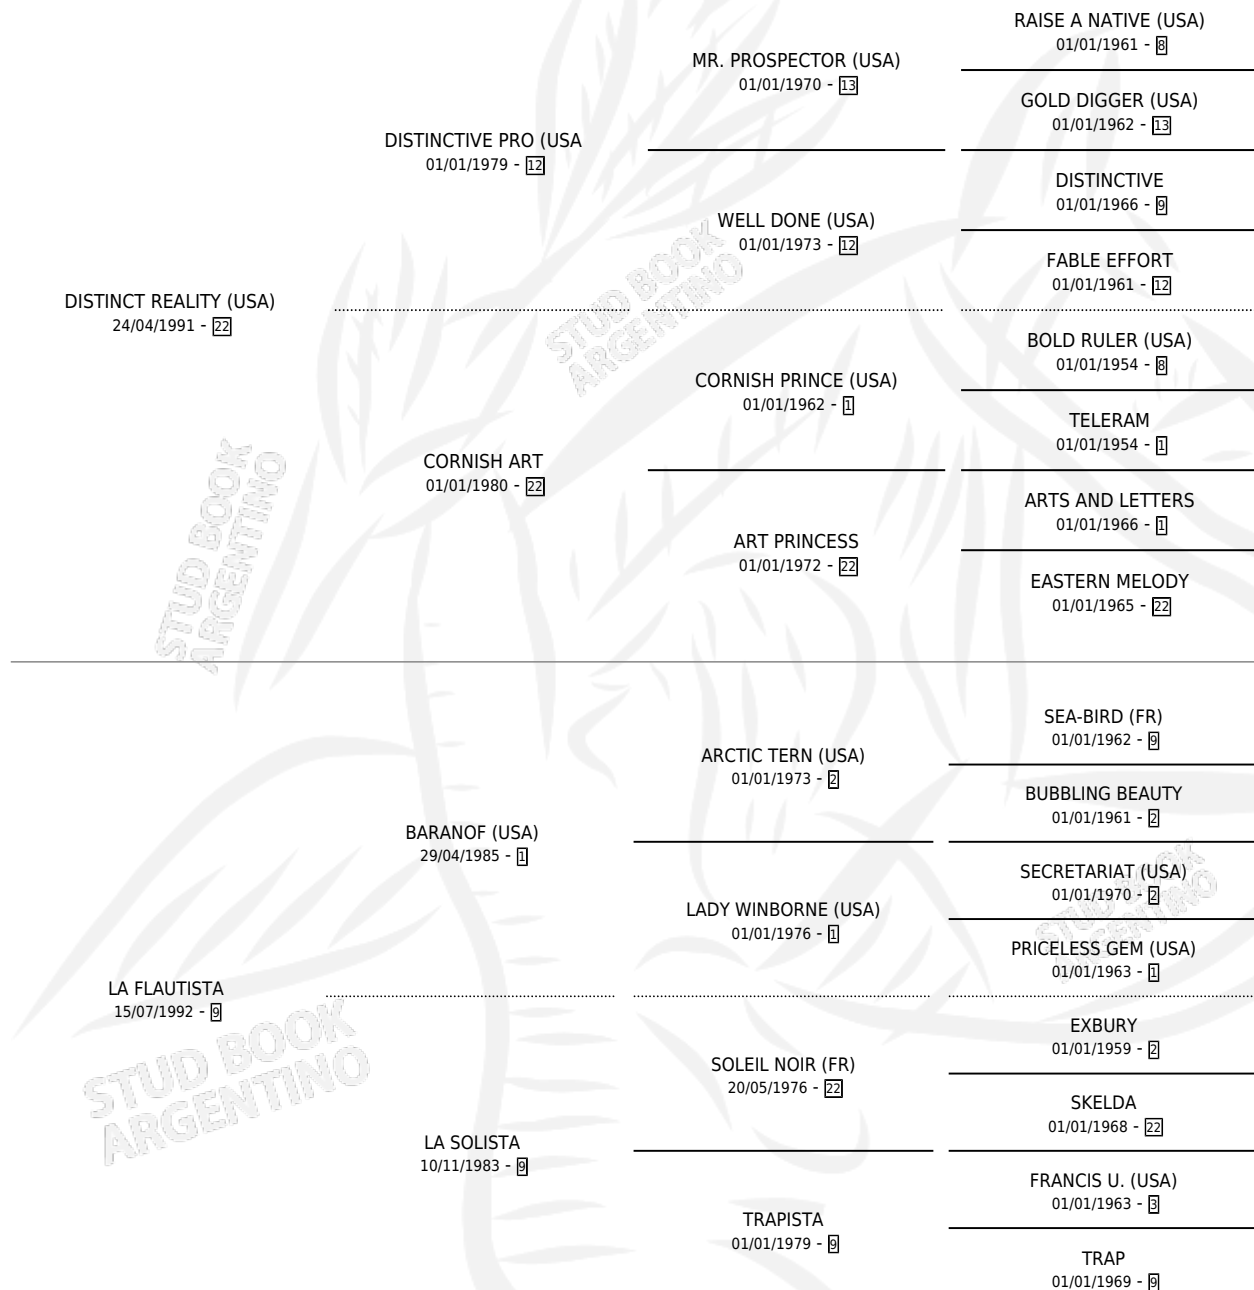 RAISE A NATIVE (USA)
01/01/1961 - 8
MR. PROSPECTOR (USA)
01/01/1970 - 13
GOLD DIGGER (USA)
01/01/1962 - 13
DISTINCTIVE PRO (USA
01/01/1979 - 12
DISTINCTIVE
01/01/1966 - 9
WELL DONE (USA)
01/01/1973 - 12
FABLE EFFORT
01/01/1961 - 12
DISTINCT REALITY (USA)
24/04/1991 - 22
STUD BOOK
ARGENTINO
BOLD RULER (USA)
01/01/1954 - 8
CORNISH PRINCE (USA)
01/01/1962 - 1
TELERAM
01/01/1954 - 1
CORNISH ART
01/01/1980 - 22
ARTS AND LETTERS
01/01/1966 - 1
ART PRINCESS
01/01/1972 - 22
EASTERN MELODY
01/01/1965 - 22
STUD BOOK
ARGENTINO
SEA-BIRD (FR)
01/01/1962 - 9
ARCTIC TERN (USA)
01/01/1973 - 2
BUBBLING BEAUTY
01/01/1961 - 2
BARANOF (USA)
29/04/1985 - 1
SECRETARIAT (USA)
01/01/1970 - 2
LADY WINBORNE (USA)
01/01/1976 - 1
STUD BOOK
ARGENTINO
PRICELESS GEM (USA)
01/01/1963 - 1
LA FLAUTISTA
15/07/1992 - 9
STUD BOOK
ARGENTINO
EXBURY
01/01/1959 - 2
SOLEIL NOIR (FR)
20/05/1976 - 22
SKELDA
01/01/1968 - 22
LA SOLISTA
10/11/1983 - 9
FRANCIS U. (USA)
01/01/1963 - 3
TRAPISTA
01/01/1979 - 9
TRAP
01/01/1969 - 9